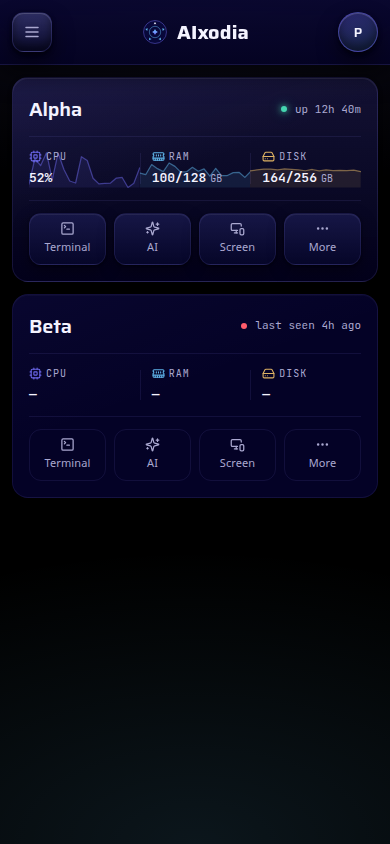 AIxodia
P
Alpha
up 12h 40m
CPU
RAM
DISK
52%
100/128 GB
164/256 GB
Terminal
AI
Screen
More
Beta
last seen 4h ago
CPU
RAM
DISK
—
—
—
Terminal
AI
Screen
More